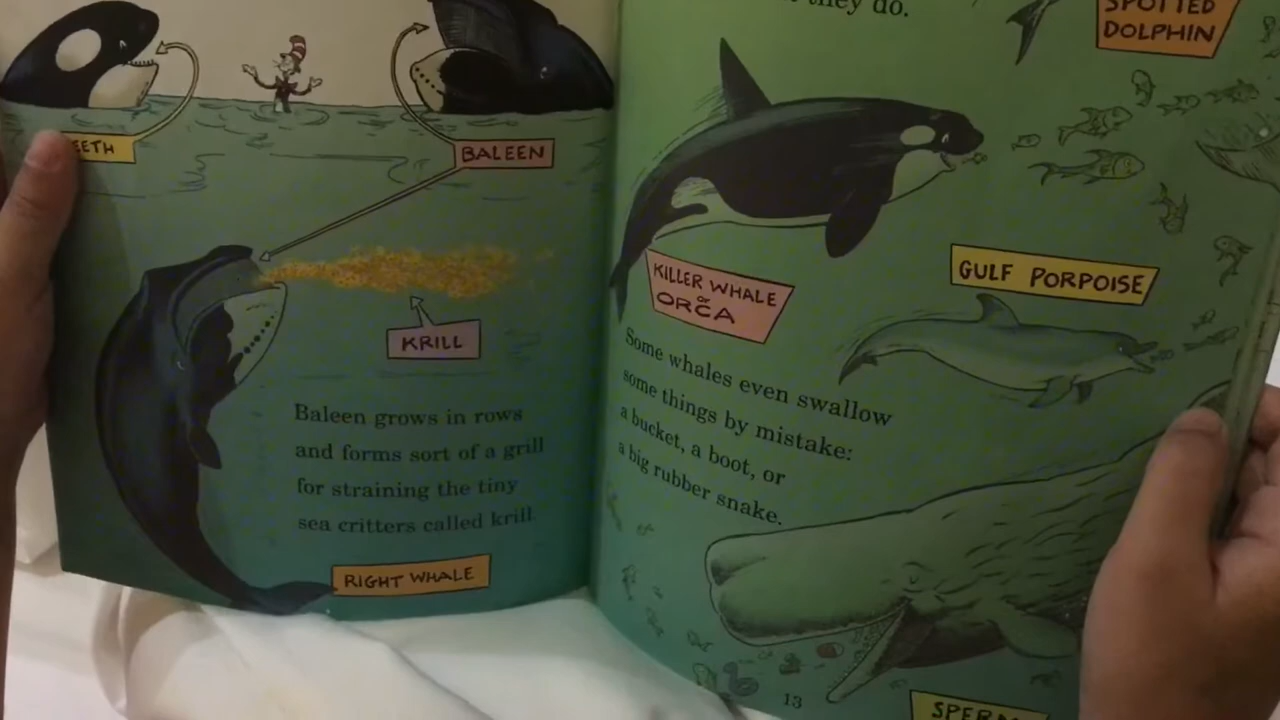 EETH
BALEEN
KRILL
Baleen grows in rows
and forms sort of a grill
for straining the tiny
sea critters called krill.
RIGHT WHALE
they do.
SPOTTED
DOLPHIN
KILLER WHALE
or
ORCA
GULF PORPOISE
Some whales even swallow
some things by mistake:
a bucket, a boot, or
a big rubber snake.
13
SPERM